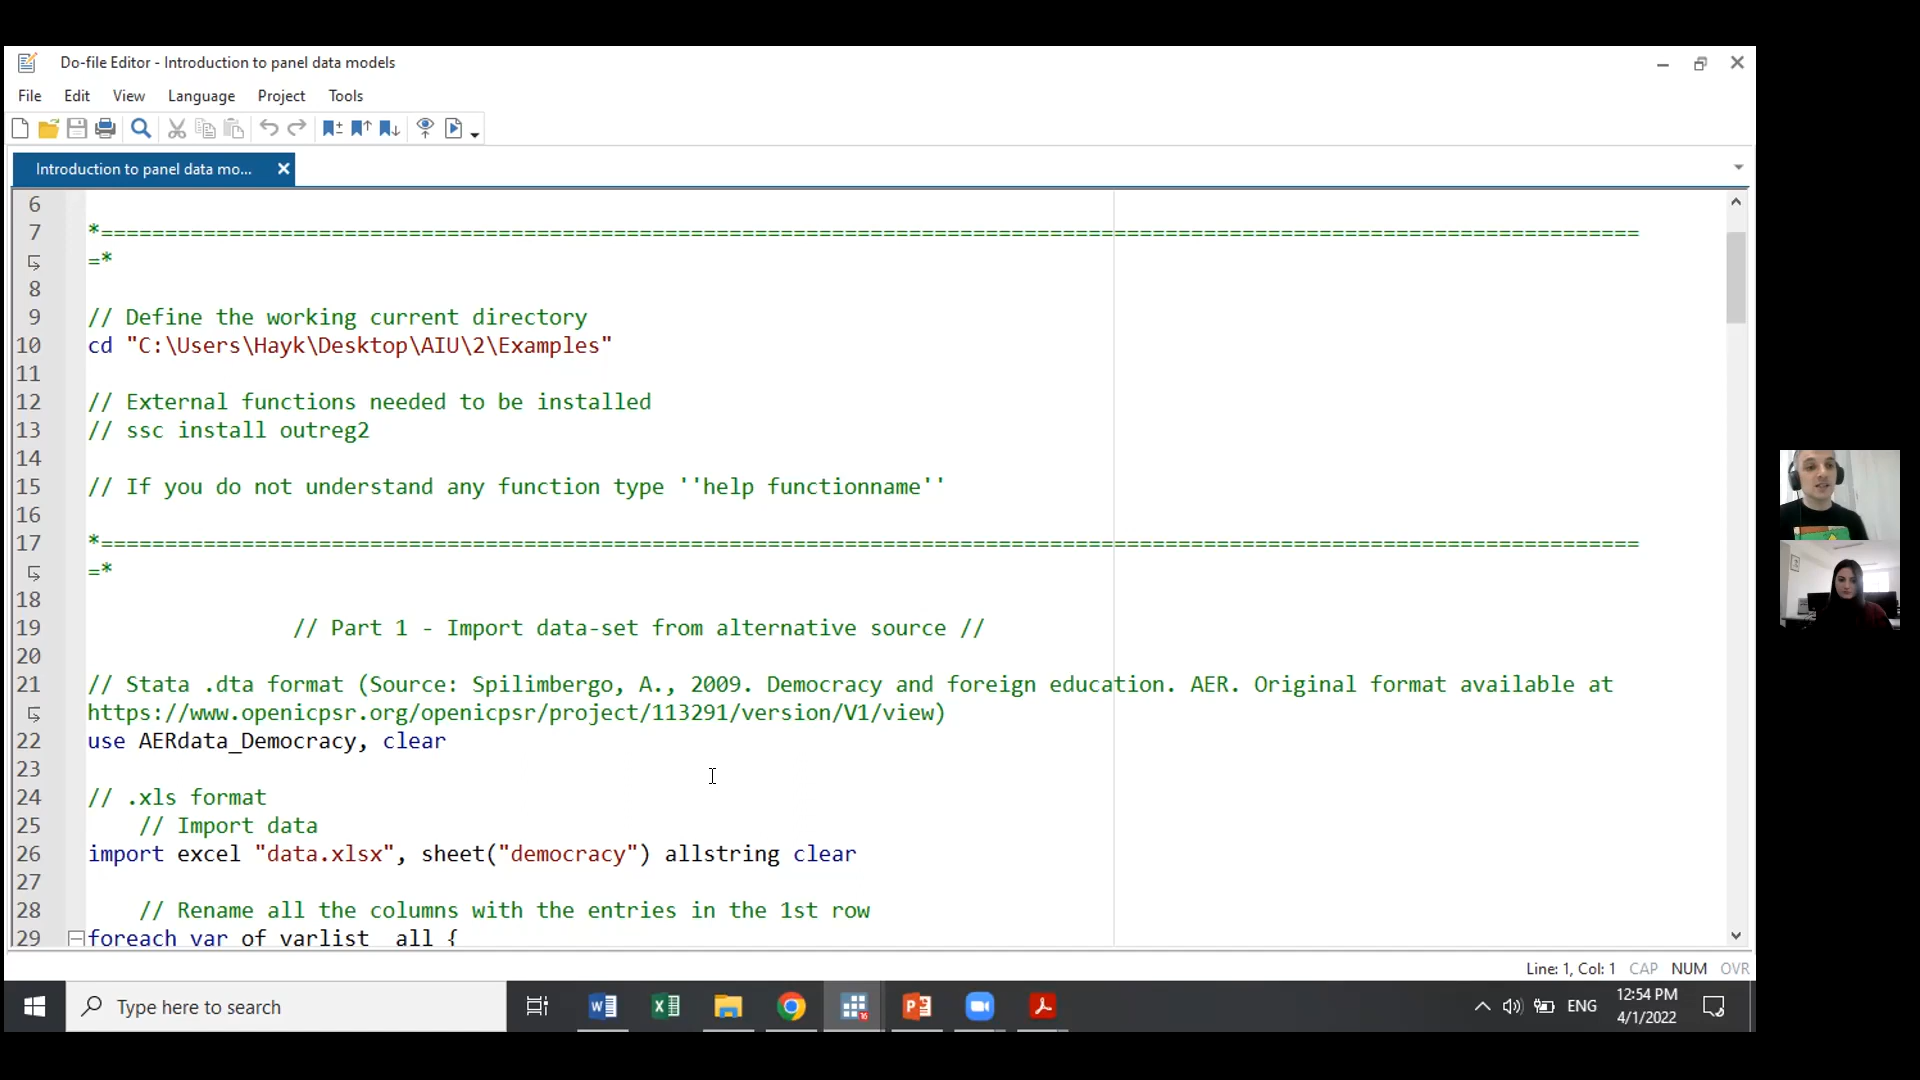 Do-file Editor - Introduction to panel data models
File Edit View Language Project Tools
Introduction to panel data mo...
6
7 *========================================================================================================================
=*
8
9 // Define the working current directory
10 cd "C:\Users\Hayk\Desktop\AIU\2\Examples"
11
12 // External functions needed to be installed
13 // ssc install outreg2
14
15 // If you do not understand any function type ''help functionname''
16
17 *========================================================================================================================
=*
18
19 // Part 1 - Import data-set from alternative source //
20
21 // Stata .dta format (Source: Spilimbergo, A., 2009. Democracy and foreign education. AER. Original format available at
https://www.openicpsr.org/openicpsr/project/113291/version/V1/view)
22 use AERdata_Democracy, clear
23
24 // .xls format
25 // Import data
26 import excel "data.xlsx", sheet("democracy") allstring clear
27
28 // Rename all the columns with the entries in the 1st row
29 foreach var of varlist _all {
Line: 1, Col: 1 CAP NUM OVR
Type here to search
ENG
12:54 PM
4/1/2022